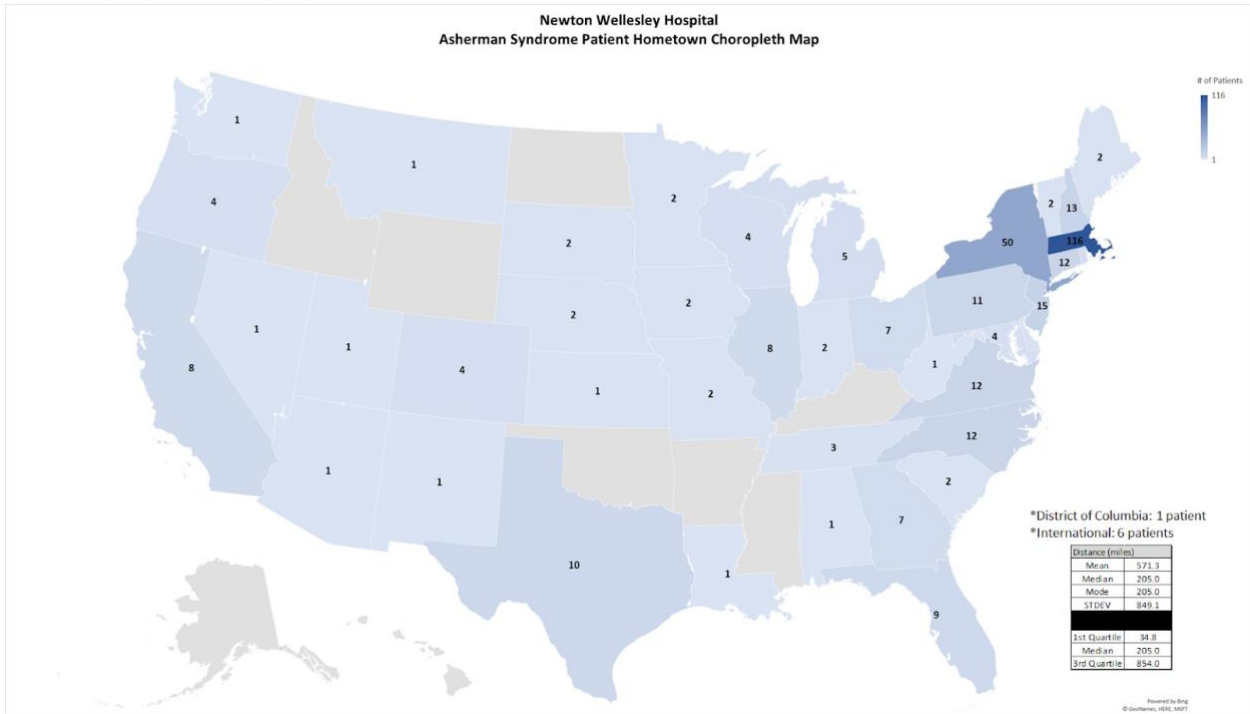 Newton Wellesley Hospital
Asherman Syndrome Patient Hometown Choropleth Map
# of Patients
116
1
1
1
2
4
2
4
2
13
50
116
12
5
2
2
2
11
15
1
1
8
4
1
2
8
2
7
4
1
12
12
3
2
1
1
10
1
1
7
9
*District of Columbia: 1 patient
*International: 6 patients
Distance (miles)
Mean 571.3
Median 205.0
Mode 205.0
STDEV 849.1
1st Quartile 34.8
Median 205.0
3rd Quartile 854.0
Powered by Bing
© GeoNames, HERE, MSFT